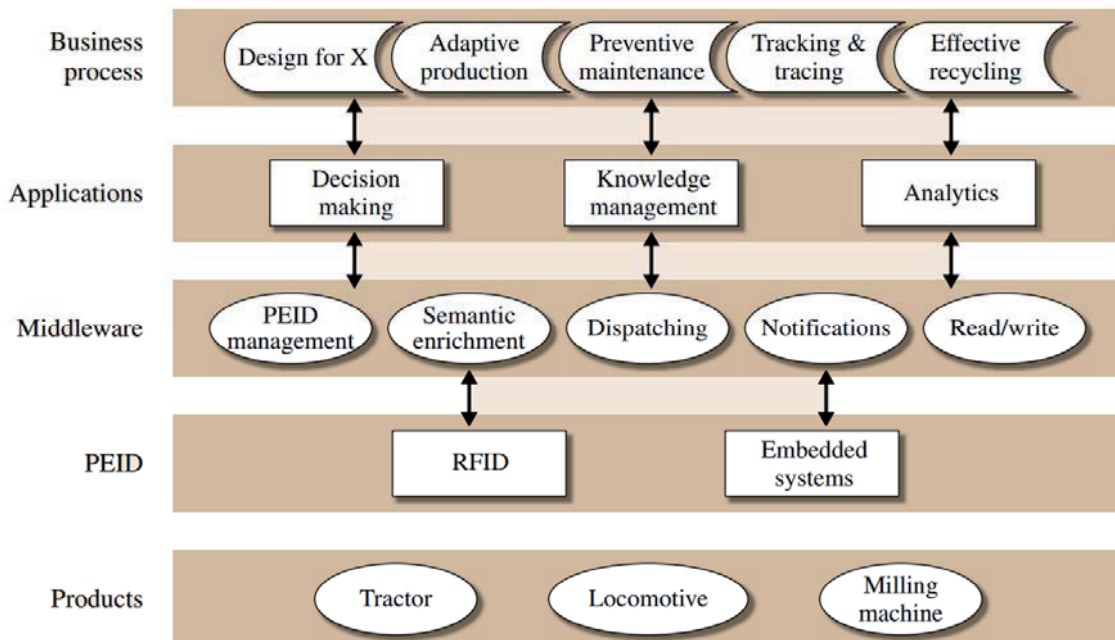 Business
process
Design for X
Adaptive
production
Preventive
maintenance
Tracking &
tracing
Effective
recycling
Applications
Decision
making
Knowledge
management
Analytics
Middleware
PEID
management
Semantic
enrichment
Dispatching
Notifications
Read/write
PEID
RFID
Embedded
systems
Products
Tractor
Locomotive
Milling
machine